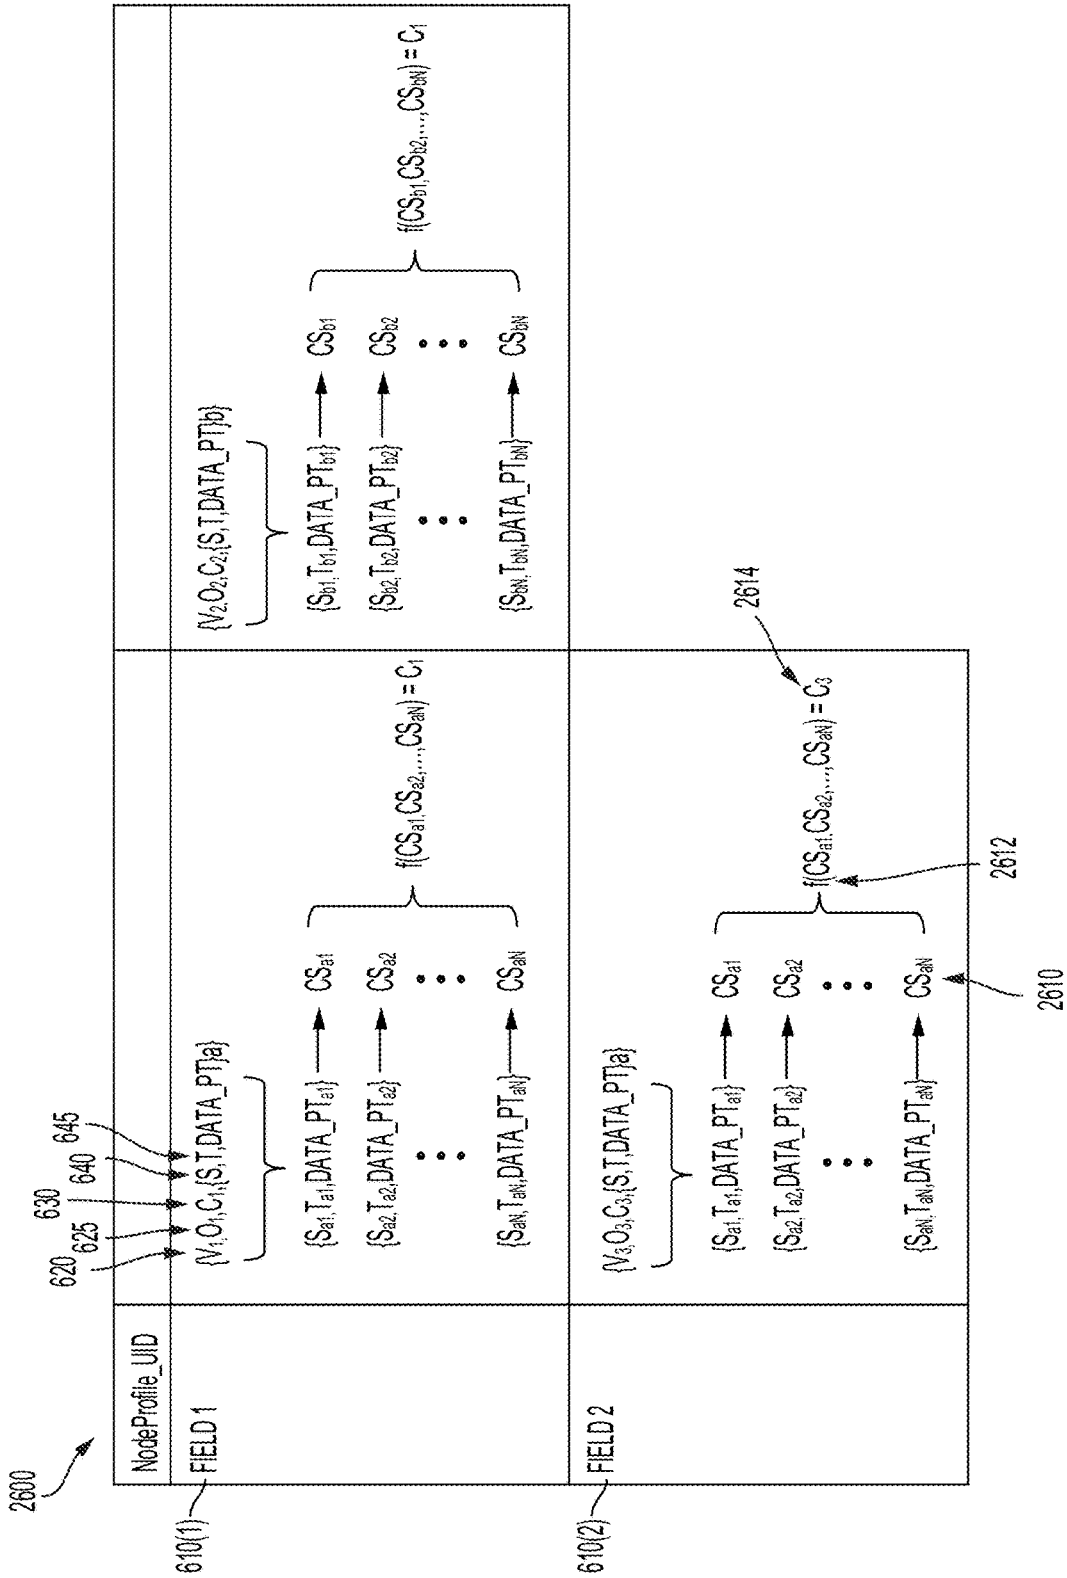 2600
NodeProfile_UID
610(1)
FIELD 1
620
625
630
640
645
{V1,O1,C1,{S,T,DATA_PT}a}
{Sa1,Ta1,DATA_PTa1} → CSa1
{Sa2,Ta2,DATA_PTa2} → CSa2
• • • • • •
{SaN,TaN,DATA_PTaN} → CSaN
f(CSa1,CSa2,...,CSaN) = C1
{V2,O2,C2,{S,T,DATA_PT}b}
{Sb1,Tb1,DATA_PTb1} → CSb1
{Sb2,Tb2,DATA_PTb2} → CSb2
• • • • • •
{SbN,TbN,DATA_PTbN} → CSbN
f(CSb1,CSb2,...,CSbN) = C1
610(2)
FIELD 2
{V3,O3,C3,{S,T,DATA_PT}a}
{Sa1,Ta1,DATA_PTa1} → CSa1
{Sa2,Ta2,DATA_PTa2} → CSa2
• • • • • •
{SaN,TaN,DATA_PTaN} → CSaN
f(CSa1,CSa2,...,CSaN) = C3
2610
2612
2614